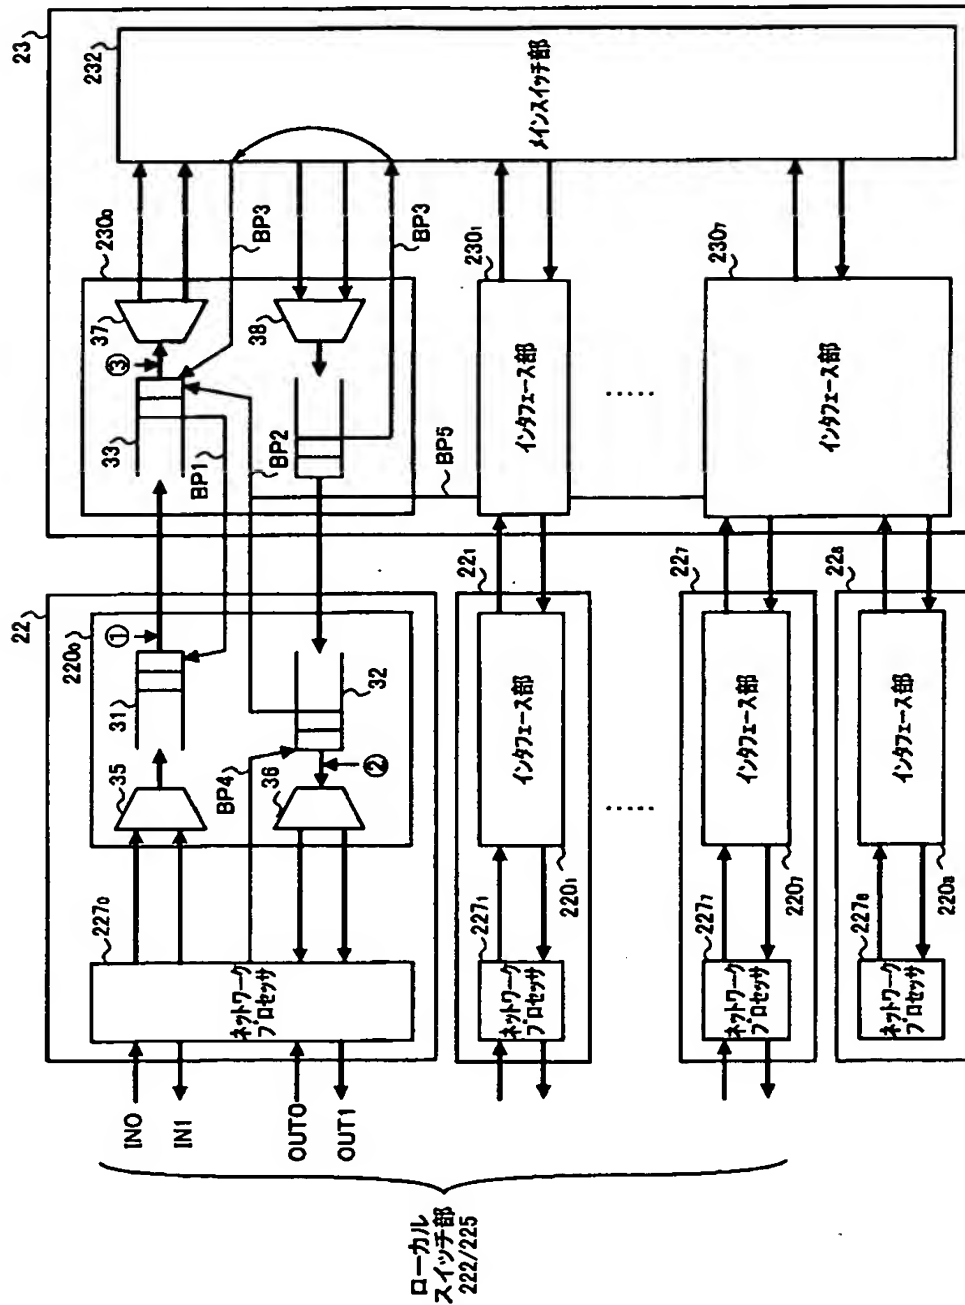 23
232
メインスイッチ部
230₀
BP3
BP3
230₁
230₇
37
38
③
33
BP1
BP2
BP5
インタフェース部
インタフェース部
‥‥‥
22
220₀
①
31
32
35
BP4
36
②
22₁
22₇
22₈
インタフェース部
インタフェース部
インタフェース部
‥‥‥
220₁
220₇
220₈
227₀
227₁
227₇
227₈
ネットワーク
プロセッサ
ネットワーク
プロセッサ
ネットワーク
プロセッサ
ネットワーク
プロセッサ
IN0
IN1
OUT0
OUT1
ローカル
スイッチ部
222/225